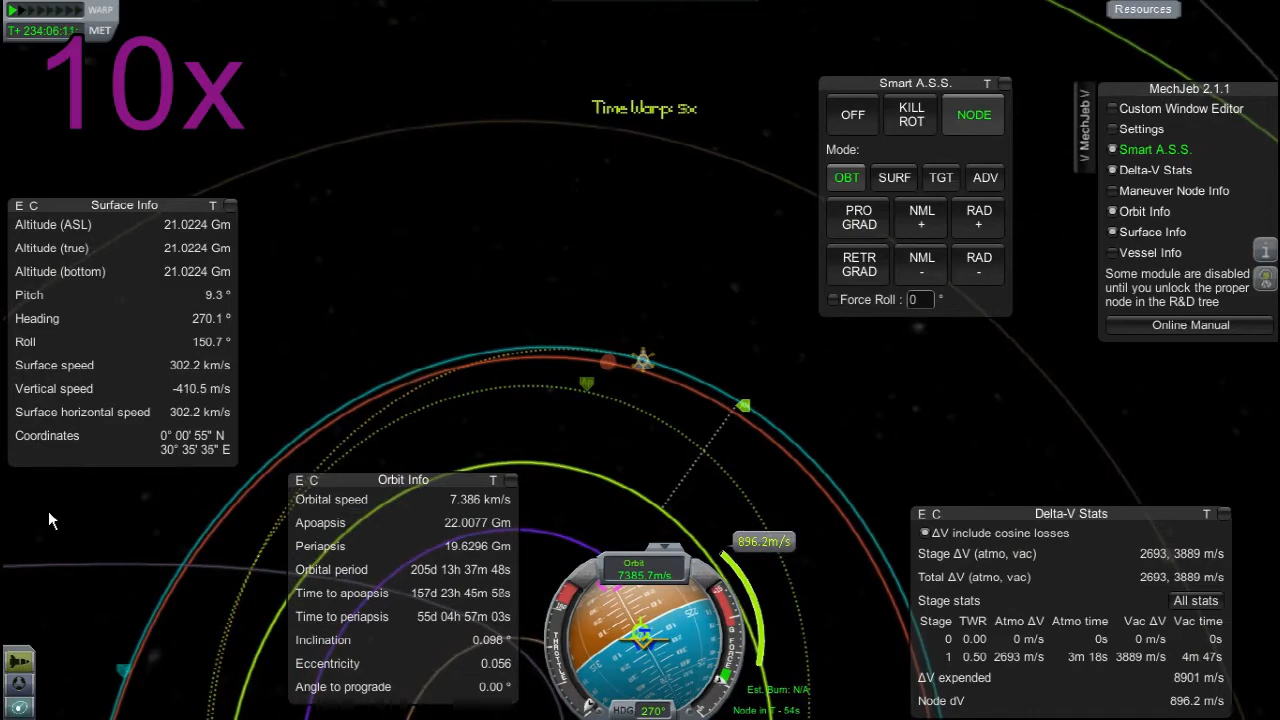 WARP
T+ 234:06:11:
MET
10x
Time Warp: 5x
Resources
Smart A.S.S. T
OFF
KILL ROT
NODE
Mode:
OBT SURF TGT ADV
PRO GRAD
NML +
RAD +
RETR GRAD
NML -
RAD -
Force Roll : 0 °
V MechJeb V
MechJeb 2.1.1
Custom Window Editor
Settings
Smart A.S.S.
Delta-V Stats
Maneuver Node Info
Orbit Info
Surface Info
Vessel Info
Some module are disabled
until you unlock the proper
node in the R&D tree
Online Manual
E C Surface Info T
Altitude (ASL) 21.0224 Gm
Altitude (true) 21.0224 Gm
Altitude (bottom) 21.0224 Gm
Pitch 9.3 º
Heading 270.1 º
Roll 150.7 º
Surface speed 302.2 km/s
Vertical speed -410.5 m/s
Surface horizontal speed 302.2 km/s
Coordinates 0° 00' 55" N
30° 35' 35" E
E C Orbit Info T
Orbital speed 7.386 km/s
Apoapsis 22.0077 Gm
Periapsis 19.6296 Gm
Orbital period 205d 13h 37m 48s
Time to apoapsis 157d 23h 45m 58s
Time to periapsis 55d 04h 57m 03s
Inclination 0.098 º
Eccentricity 0.056
Angle to prograde 0.00 º
Ap
896.2m/s
Orbit
7385.7m/s
THROTTLE
G FORCE
HDG 270°
Est. Burn: N/A
Node in T - 54s
E C Delta-V Stats T
ΔV include cosine losses
Stage ΔV (atmo, vac) 2693, 3889 m/s
Total ΔV (atmo, vac) 2693, 3889 m/s
Stage stats All stats
Stage TWR Atmo ΔV Atmo time Vac ΔV Vac time
0 0.00 0 m/s 0s 0 m/s 0s
1 0.50 2693 m/s 3m 18s 3889 m/s 4m 47s
ΔV expended 8901 m/s
Node dV 896.2 m/s